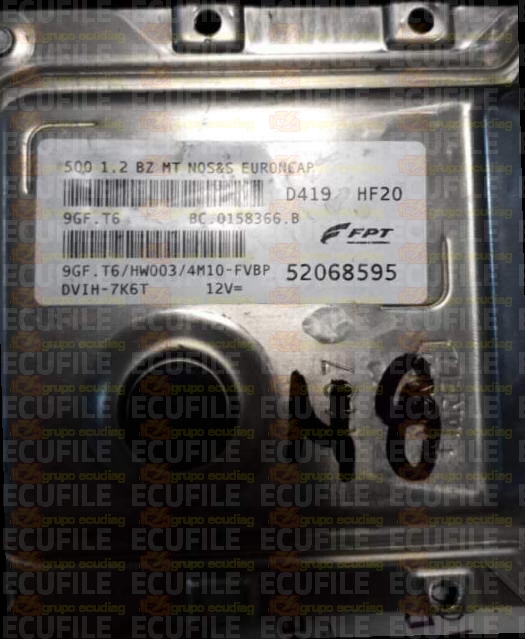 500 1.2 BZ MT NOS&S EURONCAP
D419 HF20
9GF.T6 BC.0158366.B
FPT
9GF.T6/HW003/4M10-FVBP 52068595
DVIH-7K6T 12V=
ECUFILE
grupo ecudiag